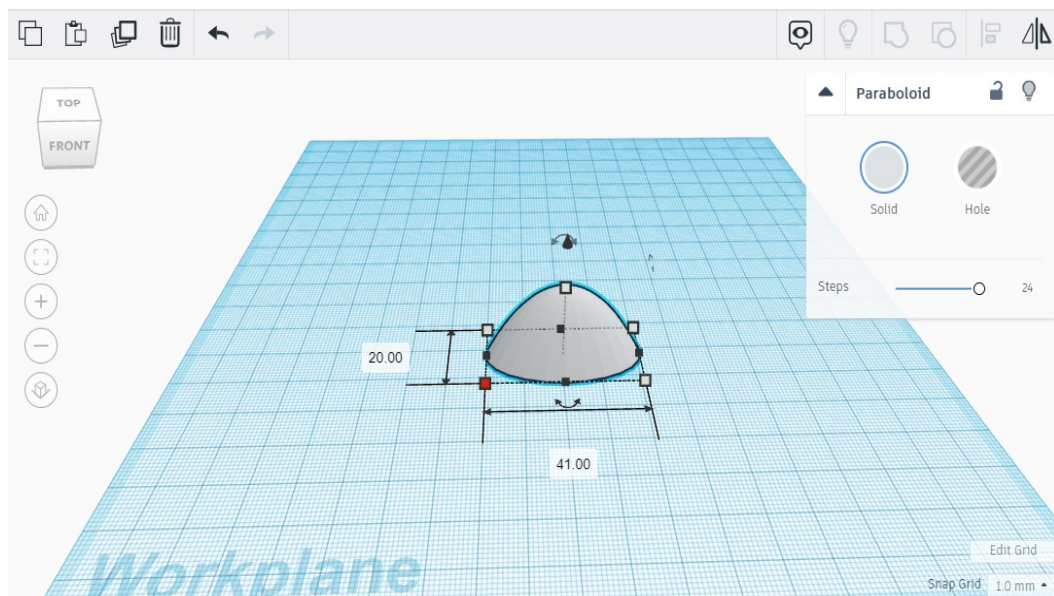 TOP
FRONT
Paraboloid
Solid
Hole
Steps
24
20.00
41.00
Workplane
Edit Grid
Snap Grid
1.0 mm